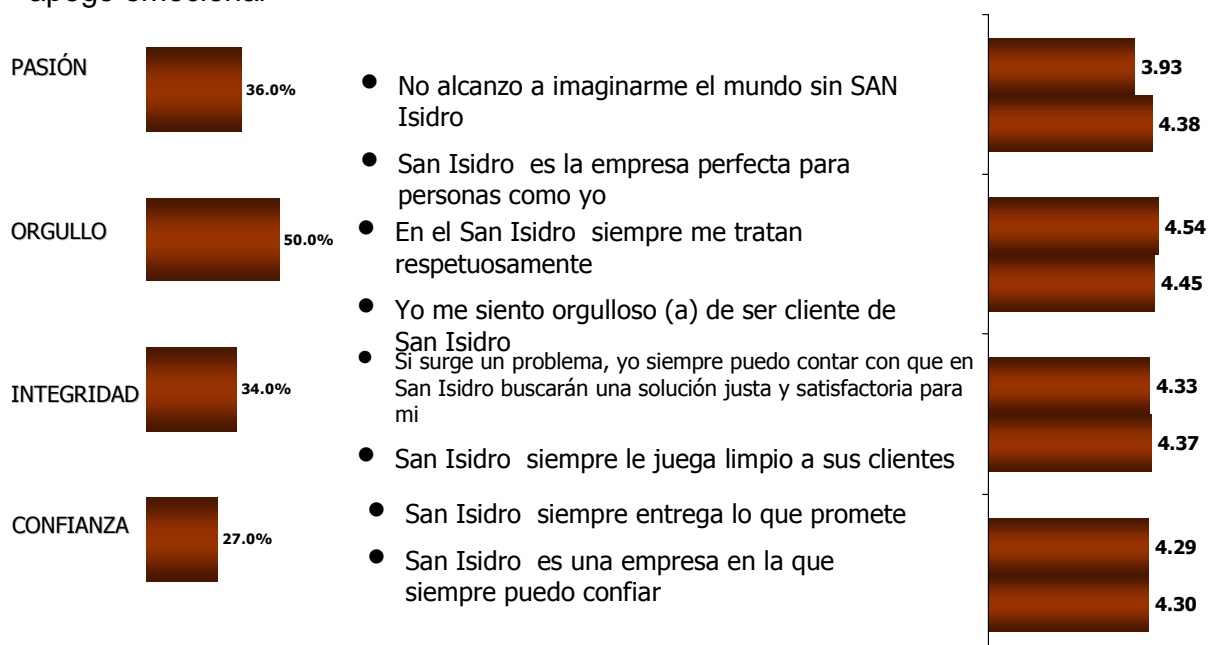 PASIÓN
36.0%
No alcanzo a imaginarme el mundo sin SAN
Isidro
San Isidro es la empresa perfecta para
personas como yo
3.93
4.38
ORGULLO
50.0%
En el San Isidro siempre me tratan
respetuosamente
Yo me siento orgulloso (a) de ser cliente de
San Isidro
4.54
4.45
INTEGRIDAD
34.0%
Si surge un problema, yo siempre puedo contar con que en
San Isidro buscarán una solución justa y satisfactoria para
mi
San Isidro siempre le juega limpio a sus clientes
4.33
4.37
CONFIANZA
27.0%
San Isidro siempre entrega lo que promete
San Isidro es una empresa en la que
siempre puedo confiar
4.29
4.30